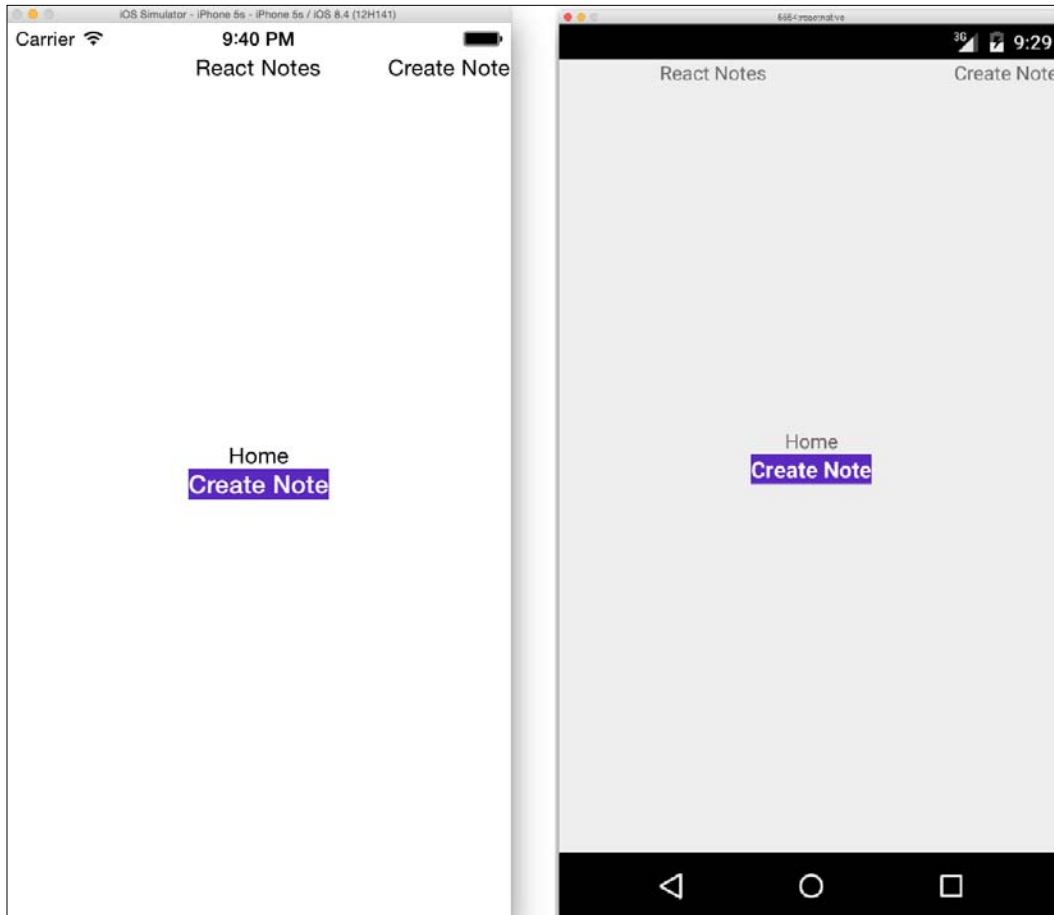 iOS Simulator - iPhone 5s - iPhone 5s / iOS 8.4 (12H141)
Carrier 9:40 PM
React Notes Create Note
Home
Create Note
3G 9:29
React Notes Create Note
Home
Create Note